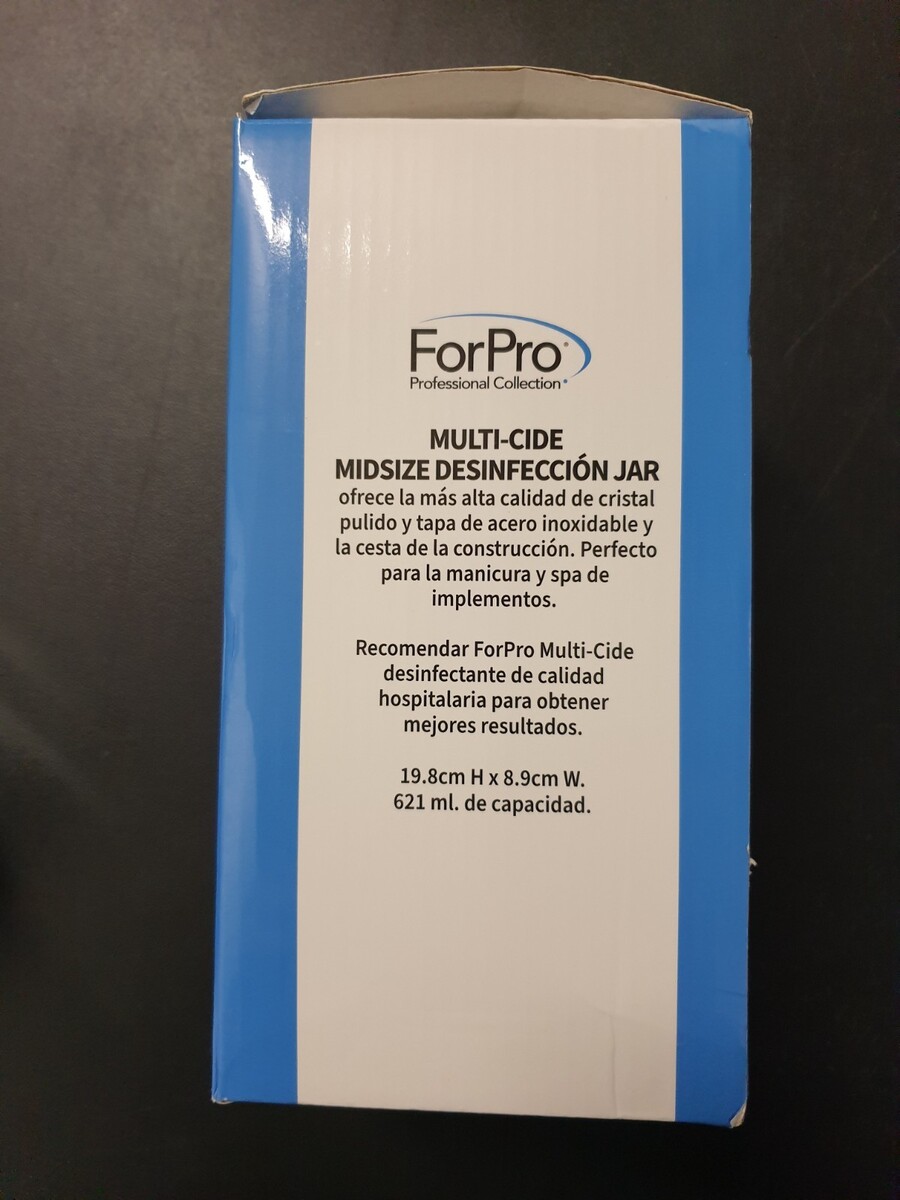 ForPro®
Professional Collection
MULTI-CIDE
MIDSIZE DESINFECCIÓN JAR
ofrece la más alta calidad de cristal
pulido y tapa de acero inoxidable y
la cesta de la construcción. Perfecto
para la manicura y spa de
implementos.
Recomendar ForPro Multi-Cide
desinfectante de calidad
hospitalaria para obtener
mejores resultados.
19.8cm H x 8.9cm W.
621 ml. de capacidad.